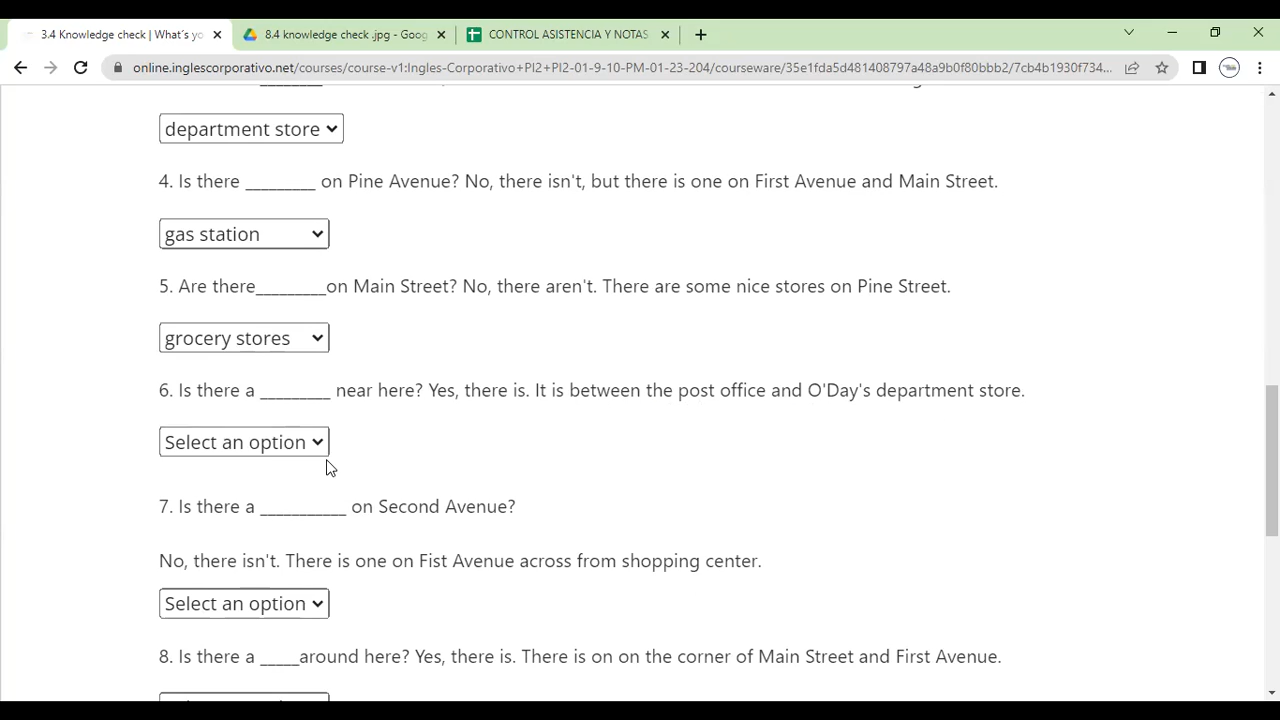 3.4 Knowledge check | What´s yo
8.4 knowledge check .jpg - Goog
CONTROL ASISTENCIA Y NOTAS
online.inglescorporativo.net/courses/course-v1:Ingles-Corporativo+PI2+PI2-01-9-10-PM-01-23-204/courseware/35e1fda5d481408797a48a9b0f80bbb2/7cb4b1930f734...
department store
4. Is there _________ on Pine Avenue? No, there isn't, but there is one on First Avenue and Main Street.
gas station
5. Are there_________on Main Street? No, there aren't. There are some nice stores on Pine Street.
grocery stores
6. Is there a _________ near here? Yes, there is. It is between the post office and O'Day's department store.
Select an option
7. Is there a ___________ on Second Avenue?
No, there isn't. There is one on Fist Avenue across from shopping center.
Select an option
8. Is there a _____around here? Yes, there is. There is on on the corner of Main Street and First Avenue.